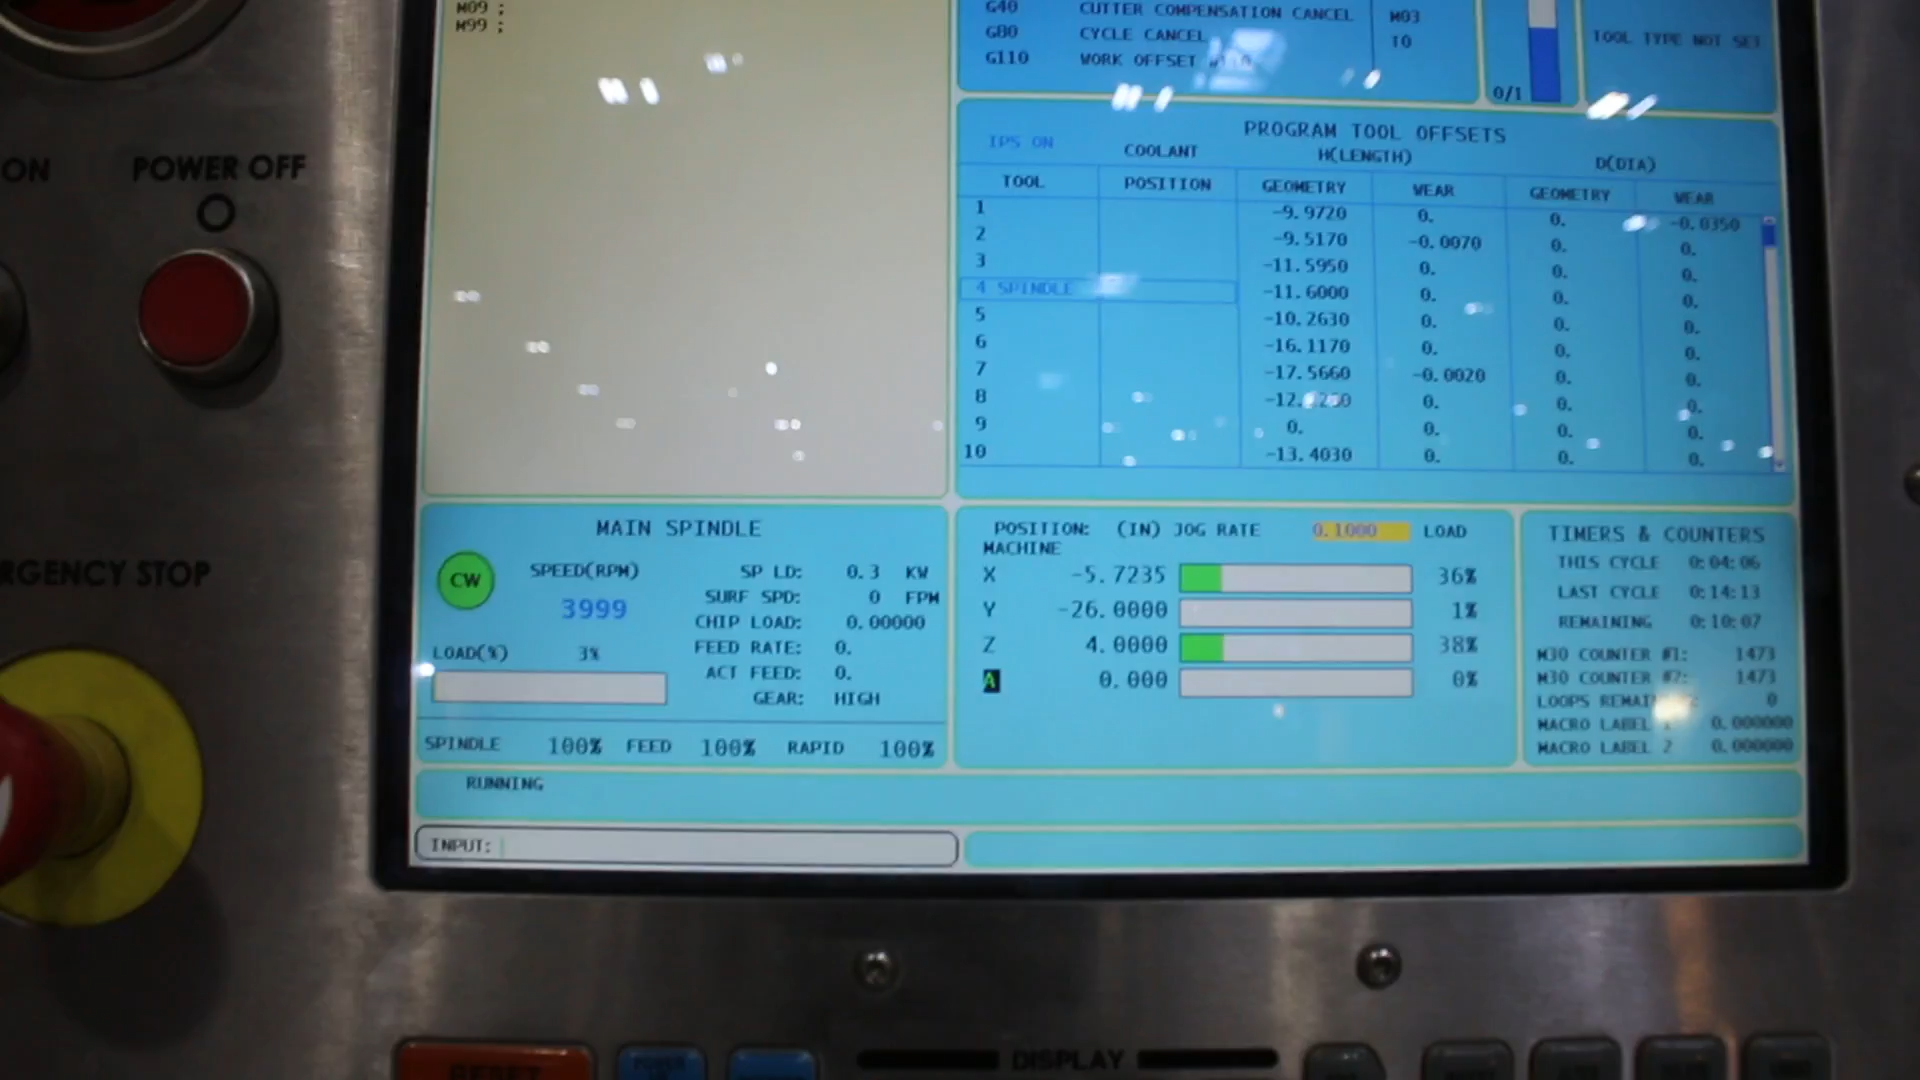 M09 ;
M99 ;
G40 CUTTER COMPENSATION CANCEL M03
G80 CYCLE CANCEL T0
G110 WORK OFFSET
0/1
TOOL TYPE NOT SET
ON
POWER OFF
RGENCY STOP
PROGRAM TOOL OFFSETS
IPS ON COOLANT H(LENGTH) D(DIA)
TOOL POSITION GEOMETRY WEAR GEOMETRY WEAR
1 -9.9720 0. 0. -0.0350
2 -9.5170 -0.0070 0. 0.
3 -11.5950 0. 0. 0.
4 SPINDLE -11.6000 0. 0. 0.
5 -10.2630 0. 0. 0.
6 -16.1170 0. 0. 0.
7 -17.5660 -0.0020 0. 0.
8 0. 0. 0.
9 0. 0. 0. 0.
10 -13.4030 0. 0. 0.
MAIN SPINDLE
CW
SPEED(RPM)
3999
LOAD(%) 3%
SP LD: 0.3 KW
SURF SPD: 0 FPM
CHIP LOAD: 0.00000
FEED RATE: 0.
ACT FEED: 0.
GEAR: HIGH
SPINDLE 100% FEED 100% RAPID 100%
POSITION: (IN) JOG RATE 0.1000 LOAD
MACHINE
X -5.7235 36%
Y -26.0000 1%
Z 4.0000 38%
A 0.000 0%
TIMERS & COUNTERS
THIS CYCLE 0:04:06
LAST CYCLE 0:14:13
REMAINING 0:10:07
M30 COUNTER #1: 1473
M30 COUNTER #2: 1473
LOOPS 0
MACRO LABEL 1 0.000000
MACRO LABEL 2 0.000000
RUNNING
INPUT:
RESET
POWER
DISPLAY